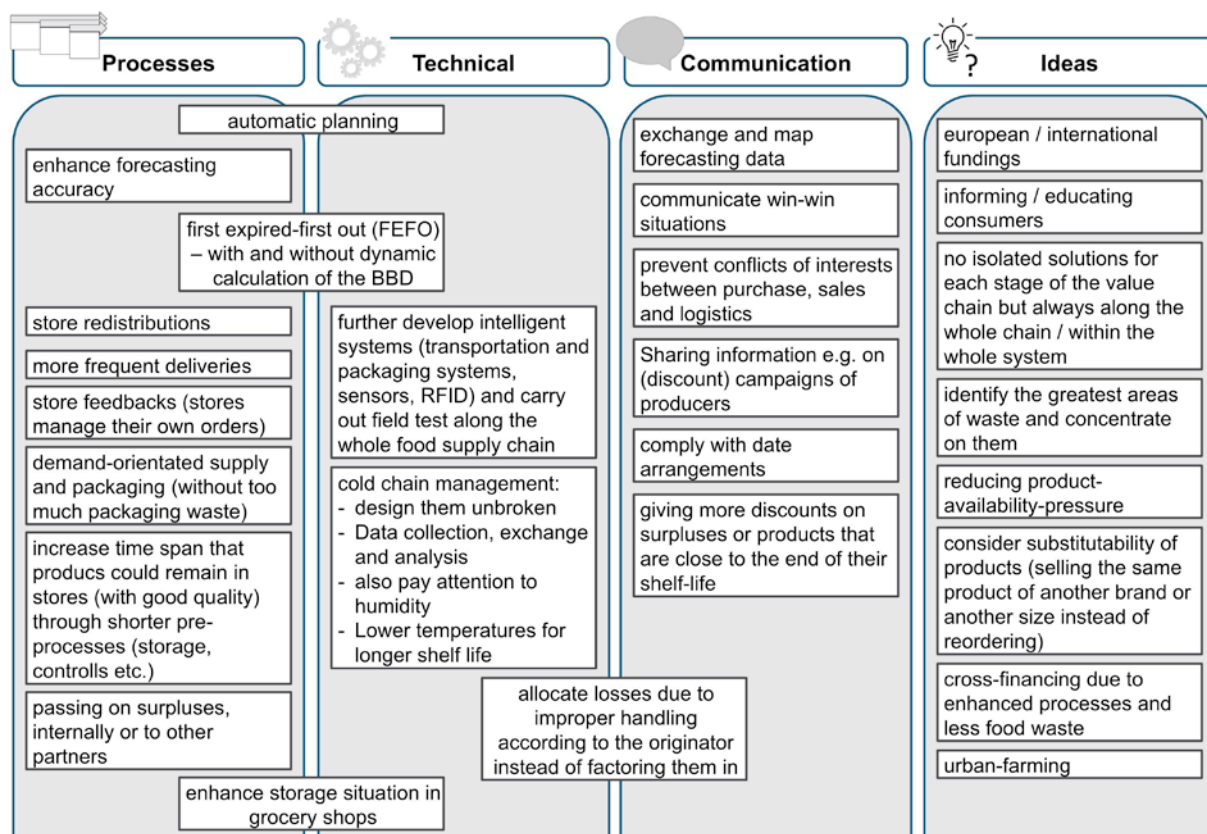 Processes
Technical
Communication
?
Ideas
automatic planning
enhance forecasting
accuracy
first expired-first out (FEFO)
– with and without dynamic
calculation of the BBD
store redistributions
more frequent deliveries
store feedbacks (stores
manage their own orders)
demand-orientated supply
and packaging (without too
much packaging waste)
increase time span that
producs could remain in
stores (with good quality)
through shorter pre-
processes (storage,
controlls etc.)
passing on surpluses,
internally or to other
partners
enhance storage situation in
grocery shops
further develop intelligent
systems (transportation and
packaging systems,
sensors, RFID) and carry
out field test along the
whole food supply chain
cold chain management:
- design them unbroken
- Data collection, exchange
and analysis
- also pay attention to
humidity
- Lower temperatures for
longer shelf life
allocate losses due to
improper handling
according to the originator
instead of factoring them in
exchange and map
forecasting data
communicate win-win
situations
prevent conflicts of interests
between purchase, sales
and logistics
Sharing information e.g. on
(discount) campaigns of
producers
comply with date
arrangements
giving more discounts on
surpluses or products that
are close to the end of their
shelf-life
european / international
fundings
informing / educating
consumers
no isolated solutions for
each stage of the value
chain but always along the
whole chain / within the
whole system
identify the greatest areas
of waste and concentrate
on them
reducing product-
availability-pressure
consider substitutability of
products (selling the same
product of another brand or
another size instead of
reordering)
cross-financing due to
enhanced processes and
less food waste
urban-farming